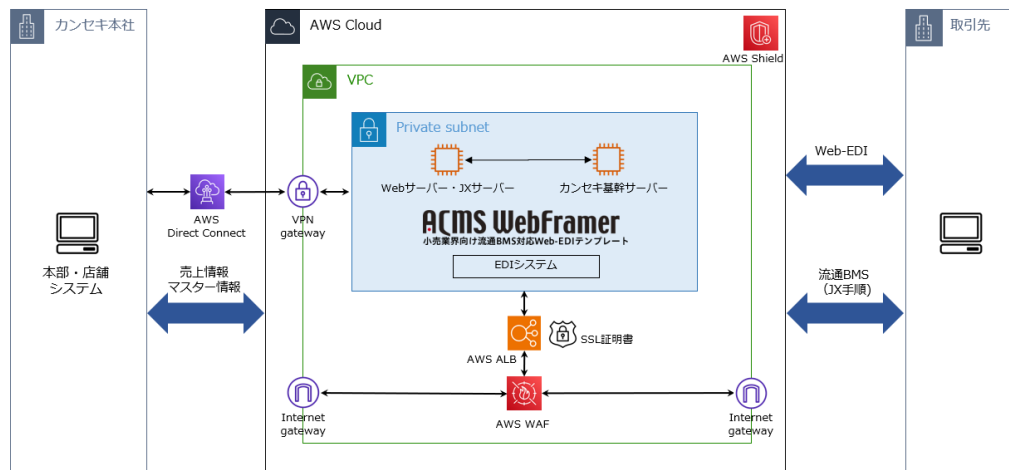 カンセキ本社
AWS Cloud
AWS Shield
取引先
VPC
Private subnet
Webサーバー・JXサーバー
カンセキ基幹サーバー
ACMS WebFramer
小売業界向け流通BMS対応Web-EDIテンプレート
EDIシステム
AWS
Direct Connect
VPN
gateway
本部・店舗
システム
売上情報
マスター情報
Web-EDI
流通BMS
（JX手順)
SSL証明書
AWS ALB
AWS WAF
Internet
gateway
Internet
gateway